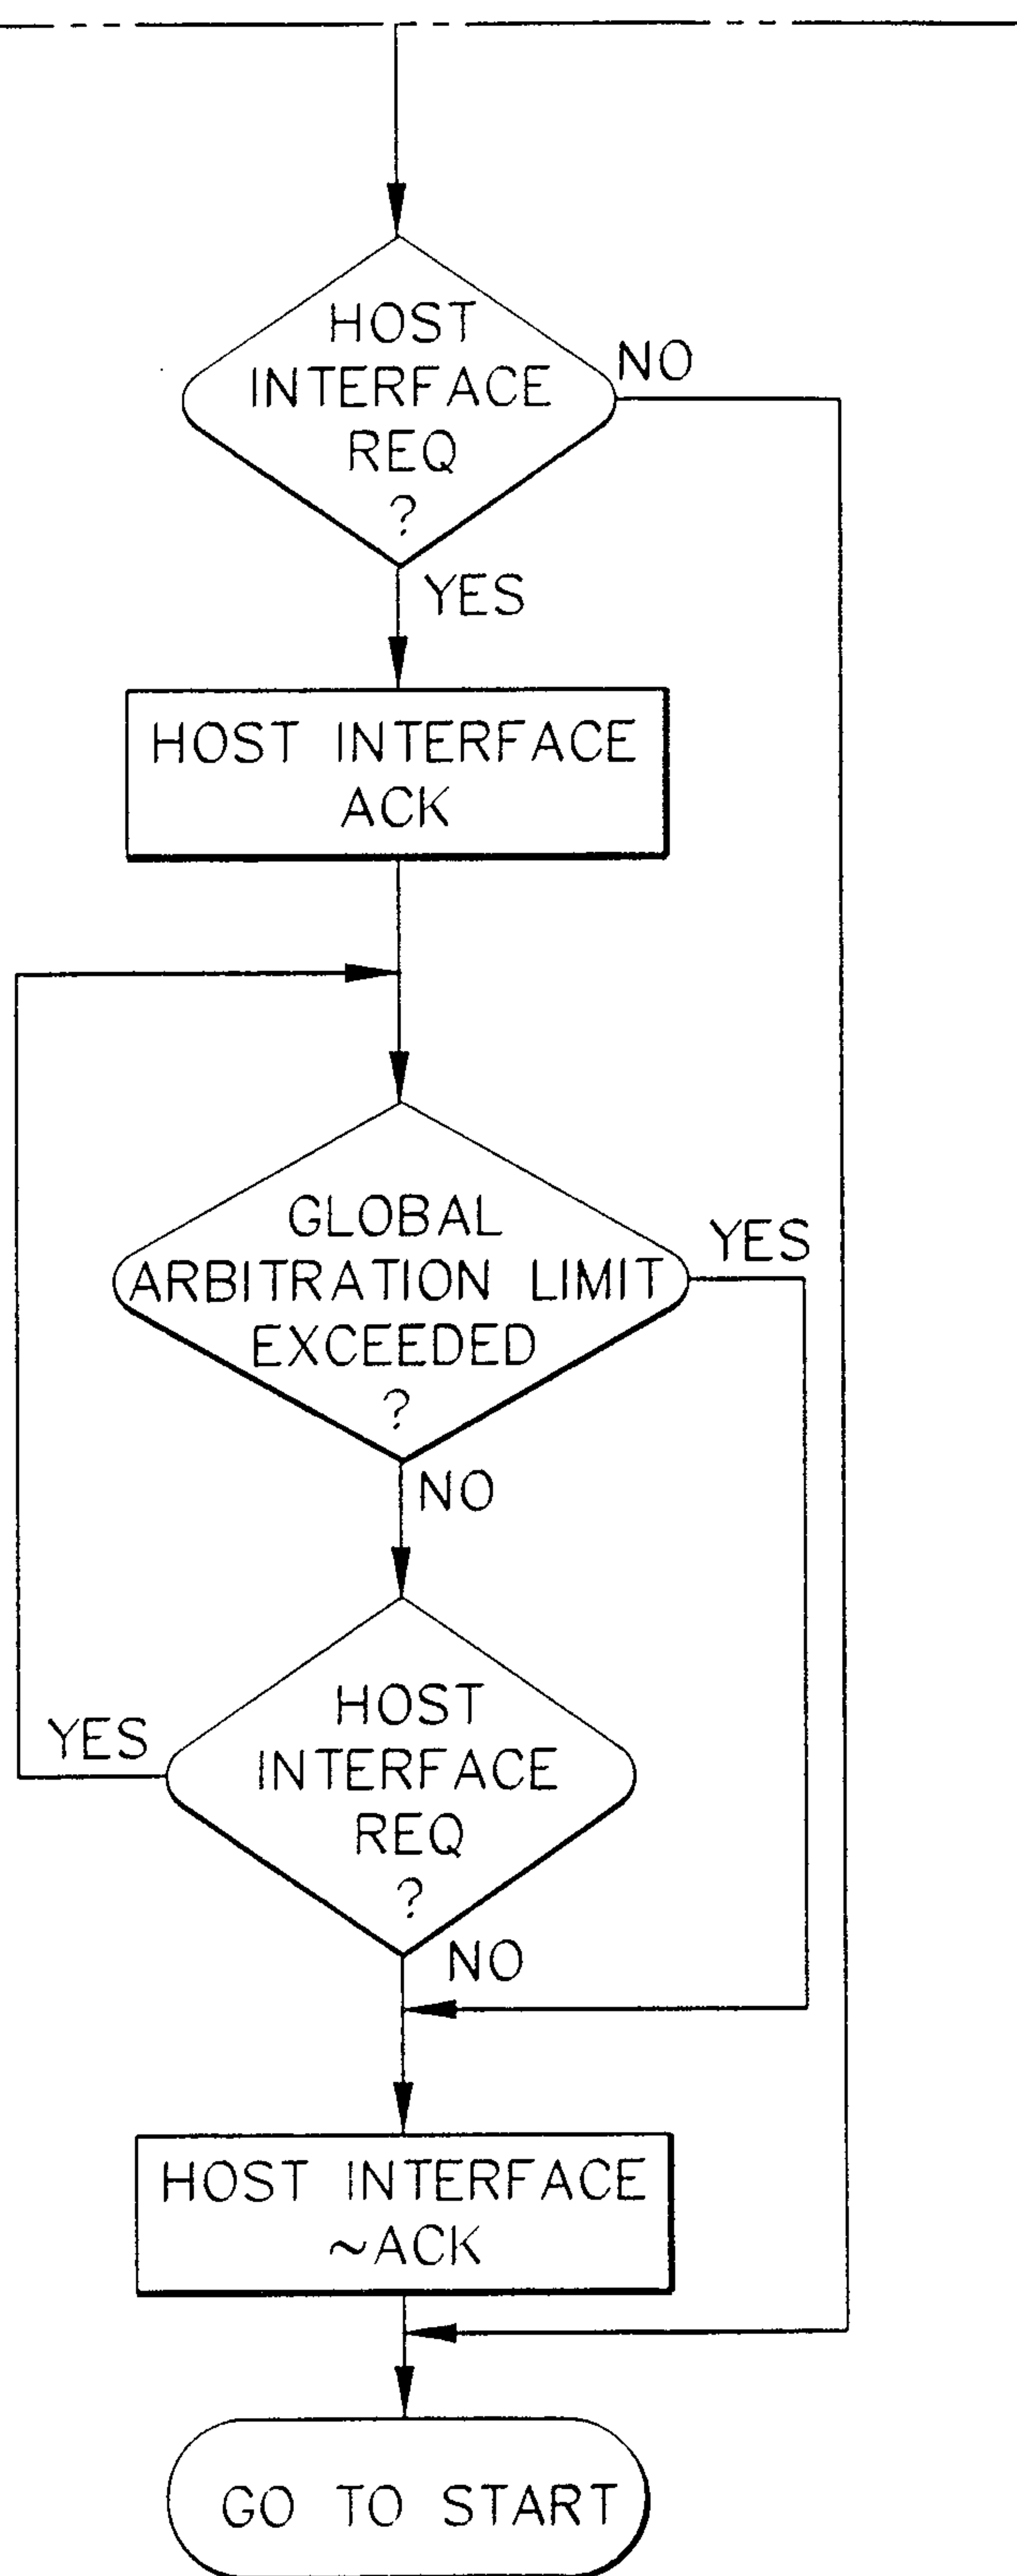 HOST
INTERFACE
REQ
?
NO
YES
HOST INTERFACE
ACK
GLOBAL
ARBITRATION LIMIT
EXCEEDED
?
YES
NO
HOST
INTERFACE
REQ
?
YES
NO
HOST INTERFACE
~ACK
GO TO START